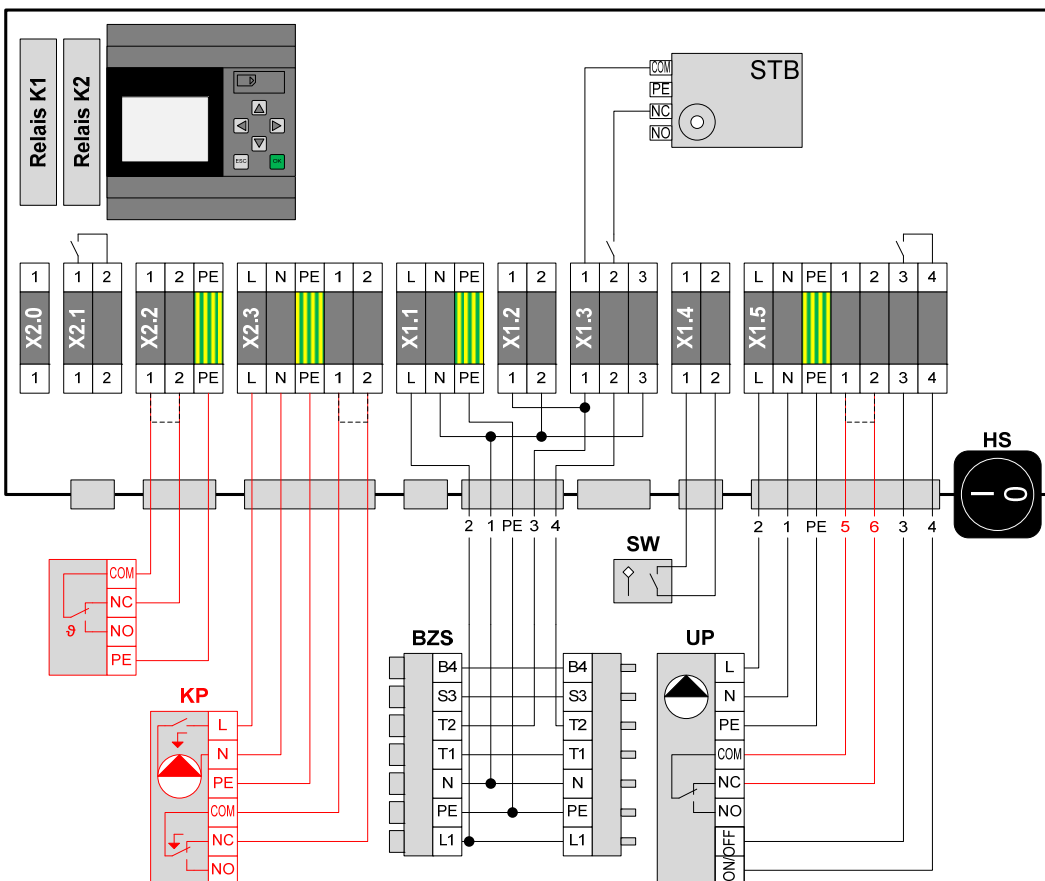 Relais K1
Relais K2
ESC
OK
COM
PE
NC
NO
STB
1
1 2
1 2 PE
L N PE 1 2
L N PE
1 2
1 2 3
1 2
L N PE 1 2 3 4
X2.0
X2.1
X2.2
X2.3
X1.1
X1.2
X1.3
X1.4
X1.5
1
1 2
1 2 PE
L N PE 1 2
L N PE
1 2
1 2 3
1 2
L N PE 1 2 3 4
HS
I O
2 1 PE 3 4
2 1 PE 5 6 3 4
COM
NC
NO
PE
ϑ
SW
KP
L
N
PE
COM
NC
NO
BZS
B4
S3
T2
T1
N
PE
L1
B4
S3
T2
T1
N
PE
L1
UP
L
N
PE
COM
NC
NO
ON/OFF